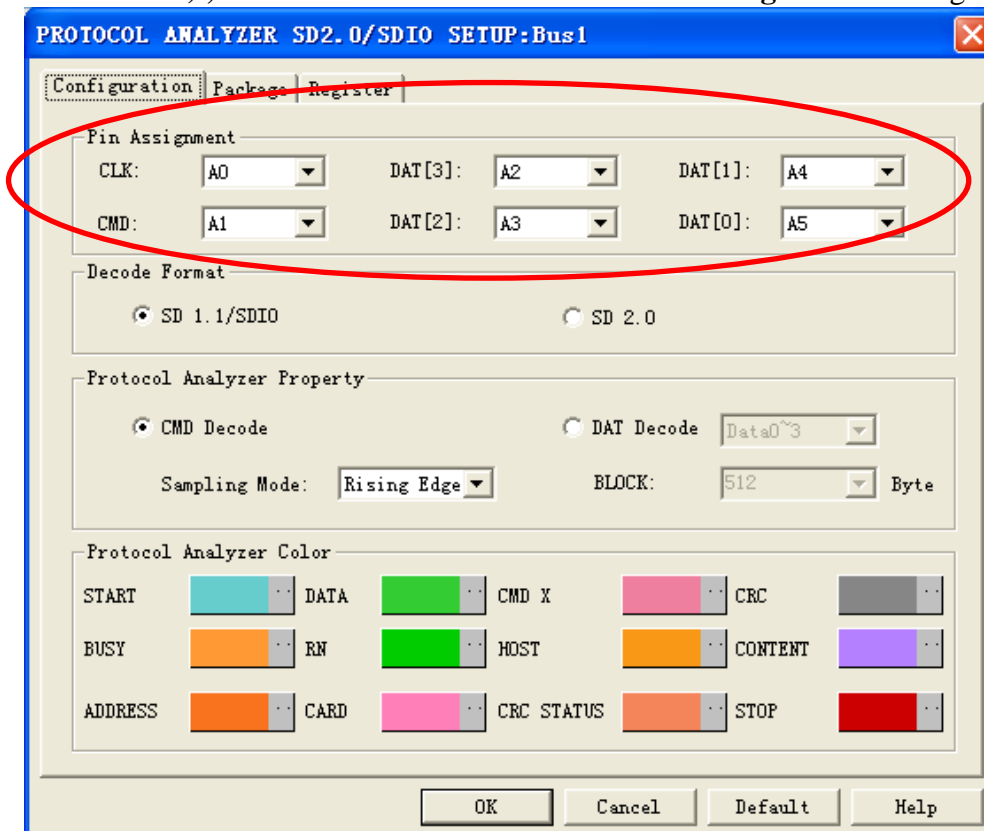 PROTOCOL ANALYZER SD2.0/SDIO SETUP:Bus1
Configuration Package Register
Pin Assignment
CLK: A0 DAT[3]: A2 DAT[1]: A4
CMD: A1 DAT[2]: A3 DAT[0]: A5
Decode Format
SD 1.1/SDIO SD 2.0
Protocol Analyzer Property
CMD Decode DAT Decode Data0~3
Sampling Mode: Rising Edge BLOCK: 512 Byte
Protocol Analyzer Color
START DATA CMD X CRC
BUSY RN HOST CONTENT
ADDRESS CARD CRC STATUS STOP
OK Cancel Default Help